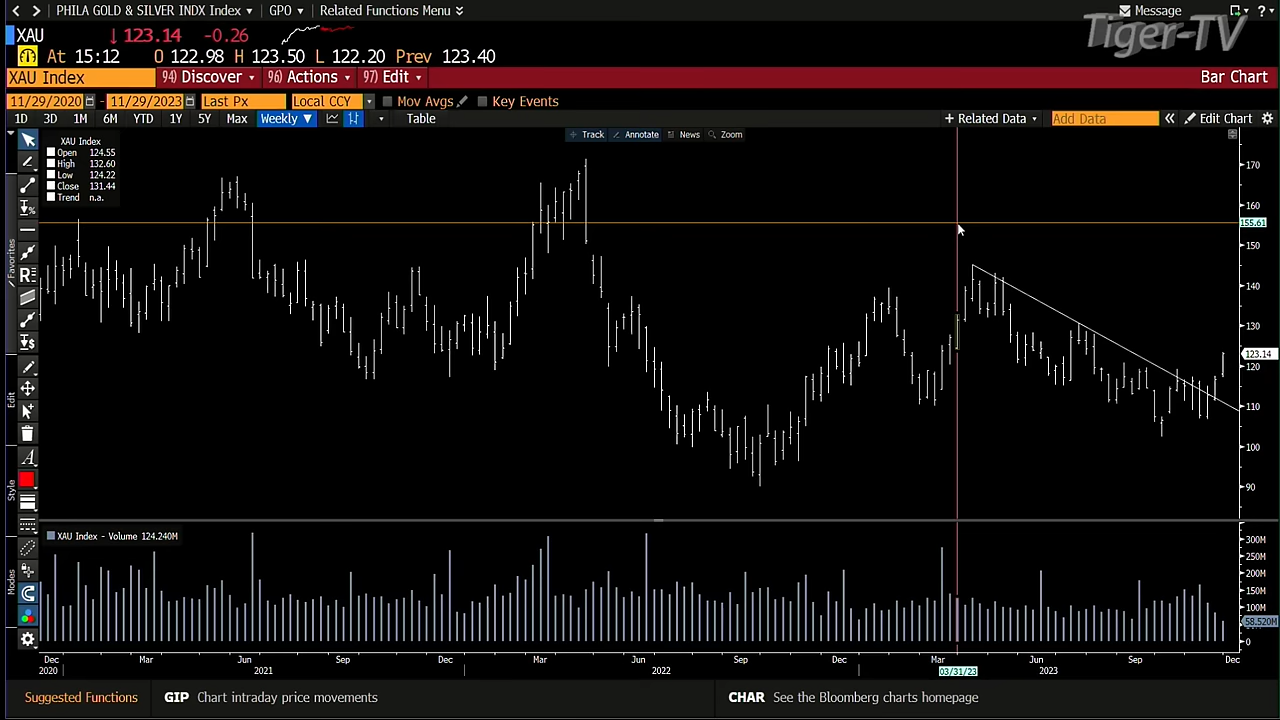 PHILA GOLD & SILVER INDX Index GPO Related Functions Menu Message ?
Tiger-TV
XAU 123.14 -0.26
At 15:12 O 122.98 H 123.50 L 122.20 Prev 123.40
XAU Index 94) Discover 96) Actions 97) Edit Bar Chart
11/29/2020 - 11/29/2023 Last Px Local CCY Mov Avgs Key Events
1D 3D 1M 6M YTD 1Y 5Y Max Weekly ▼ Table + Related Data Add Data « Edit Chart
Track Annotate News Zoom
XAU Index
Open 124.55
High 132.60
Low 124.22
Close 131.44
Trend n.a.
170
160
155.61
150
140
130
123.14
120
110
100
90
Favorites
Edit
Style
Modes
XAU Index - Volume 124.240M
300M
250M
200M
150M
100M
58.520M
0
Dec Mar Jun Sep Dec Mar Jun Sep Dec Mar Jun Sep Dec
2020 2021 2022 03/31/23 2023
Suggested Functions GIP Chart intraday price movements CHAR See the Bloomberg charts homepage